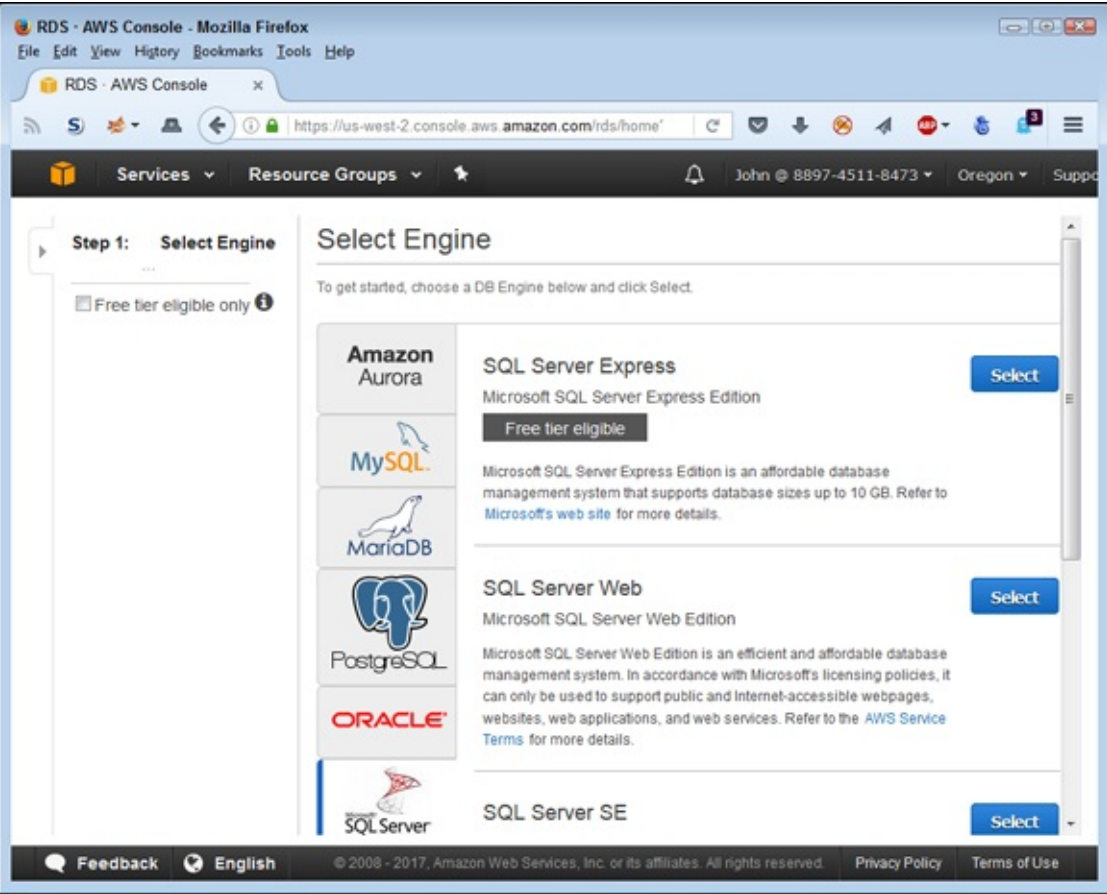 RDS · AWS Console - Mozilla Firefox
File Edit View History Bookmarks Tools Help
RDS · AWS Console
https://us-west-2.console.aws.amazon.com/rds/home'
ABP
3
Services Resource Groups John @ 8897-4511-8473 Oregon Suppo
Step 1: Select Engine
...
Free tier eligible only
Select Engine
To get started, choose a DB Engine below and click Select.
Amazon
Aurora
MySQL
MariaDB
PostgreSQL
ORACLE
Microsoft
SQL Server
SQL Server Express
Select
Microsoft SQL Server Express Edition
Free tier eligible
Microsoft SQL Server Express Edition is an affordable database
management system that supports database sizes up to 10 GB. Refer to
Microsoft's web site for more details.
SQL Server Web
Select
Microsoft SQL Server Web Edition
Microsoft SQL Server Web Edition is an efficient and affordable database
management system. In accordance with Microsoft's licensing policies, it
can only be used to support public and Internet-accessible webpages,
websites, web applications, and web services. Refer to the AWS Service
Terms for more details.
SQL Server SE
Select
Feedback English © 2008 - 2017, Amazon Web Services, Inc. or its affiliates. All rights reserved. Privacy Policy Terms of Use